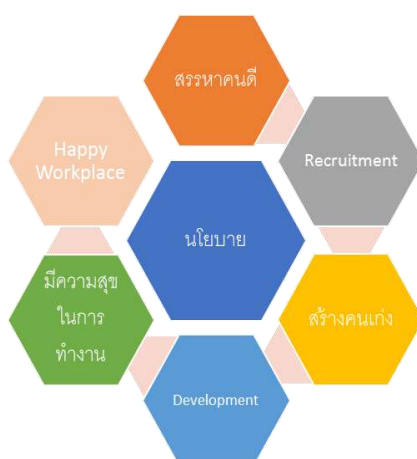 สรรหาคนดี
Happy
Workplace
Recruitment
นโยบาย
มีความสุข
ในการ
ทำงาน
สร้างคนเก่ง
Development